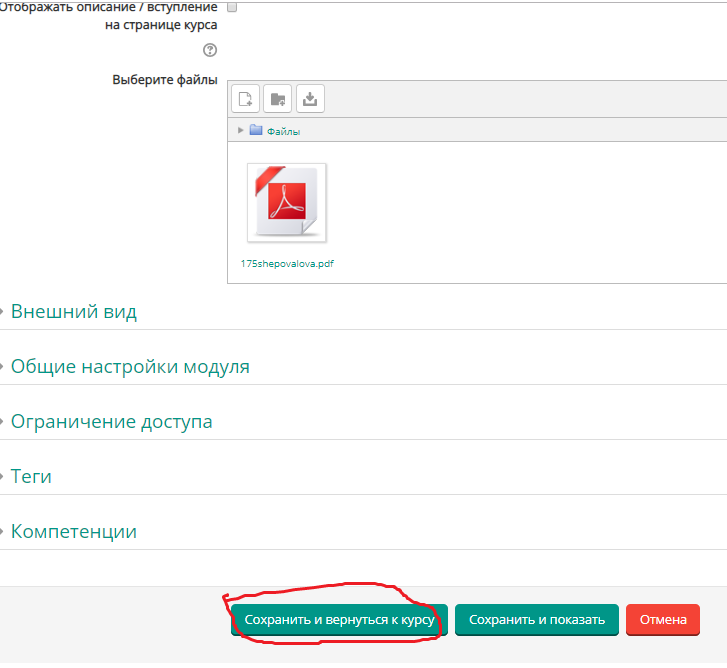 Отображать описание / вступление
на странице курса
?
Выберите файлы
Файлы
175shepovalova.pdf
Внешний вид
Общие настройки модуля
Ограничение доступа
Теги
Компетенции
Сохранить и вернуться к курсу Сохранить и показать Отмена